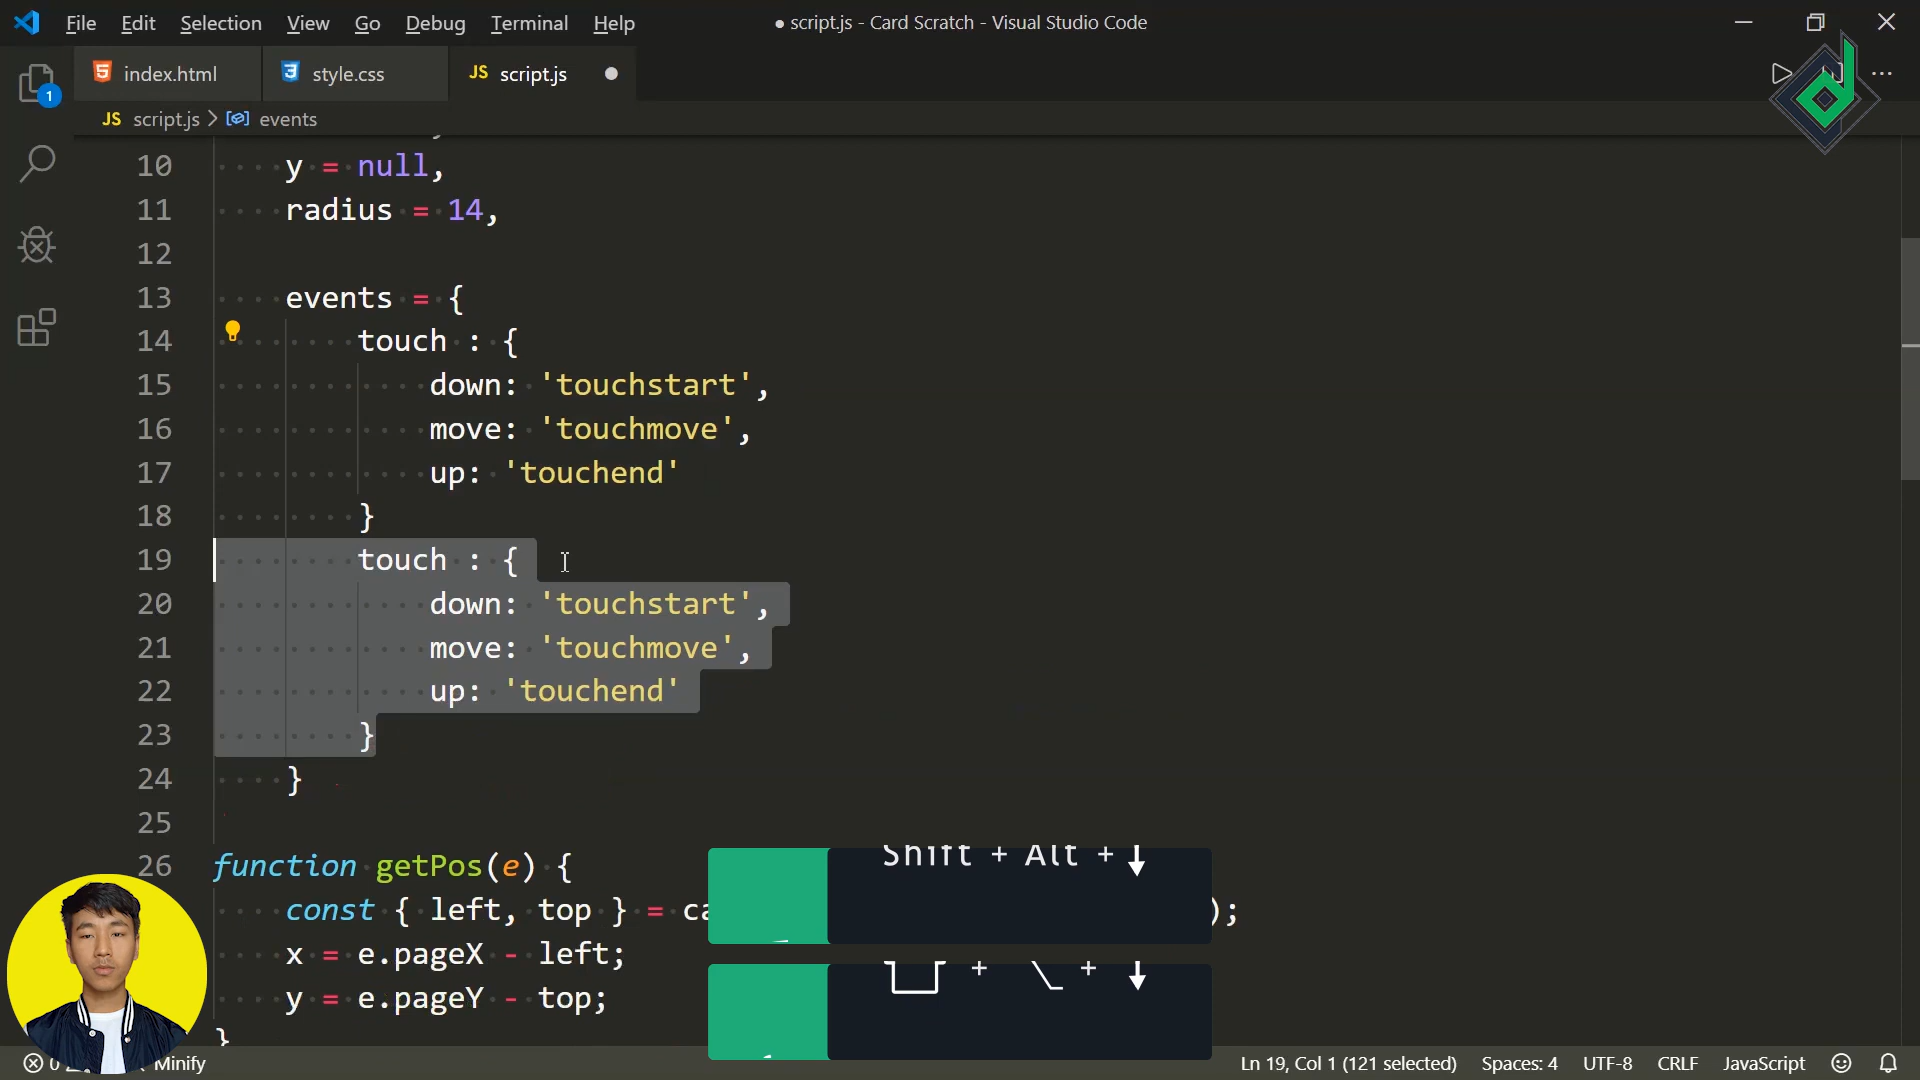 File Edit Selection View Go Debug Terminal Help
● script.js - Card Scratch - Visual Studio Code
index.html
style.css
JS script.js
JS script.js > events
1
10 y = null,
11 radius = 14,
12
13 events = {
14 touch : {
15 down: 'touchstart',
16 move: 'touchmove',
17 up: 'touchend'
18 }
19 touch : {
20 down: 'touchstart',
21 move: 'touchmove',
22 up: 'touchend'
23 }
24 }
25
26 function getPos(e) {
const { left, top } = ca );
x = e.pageX - left;
y = e.pageY - top;
}
Shift + Alt + ↓
+ ⌥ + ↓
0
Minify
Ln 19, Col 1 (121 selected) Spaces: 4 UTF-8 CRLF JavaScript